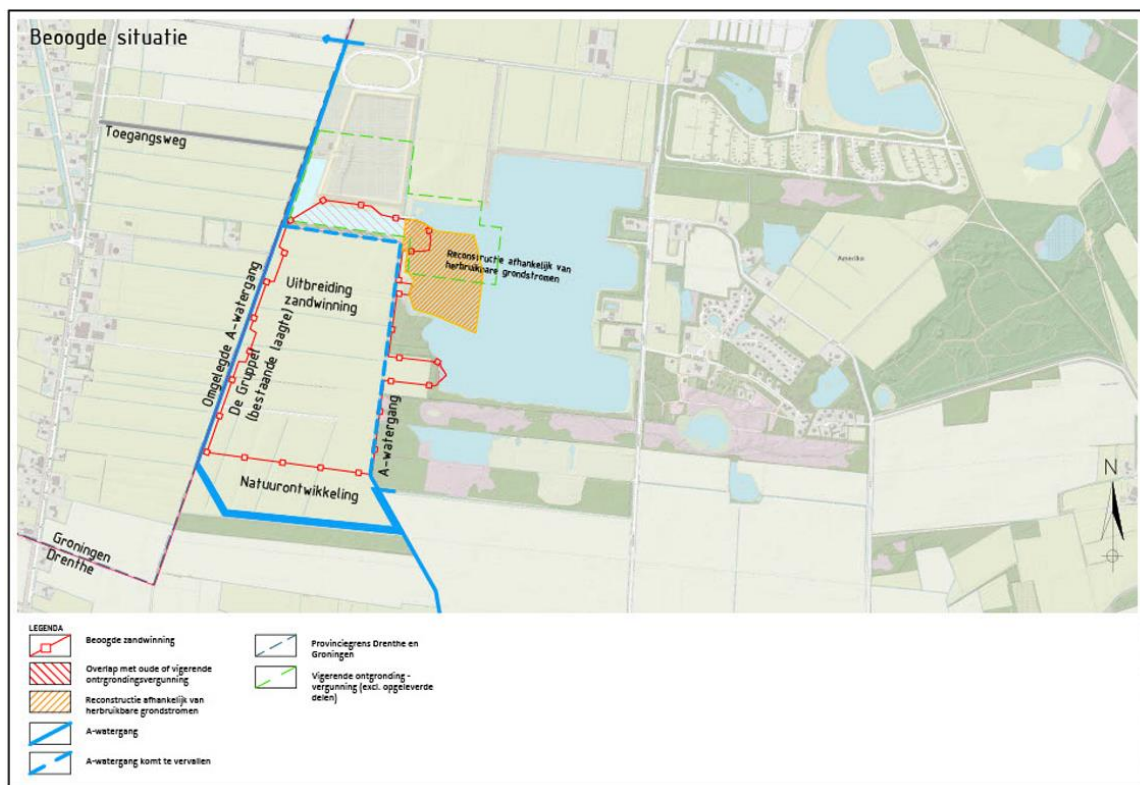 Beoogde situatie
Toegangsweg
Omgelegde A-watergang
De Gruppel
(bestaande laagte)
Uitbreiding
zandwinning
Reconstructie afhankelijk van
herbruikbare grondstromen
A-watergang
Natuurontwikkeling
Groningen
Drenthe
Amerika
N
LEGENDA
Beoogde zandwinning
Overlap met oude of vigerende
ontrgrondingsvergunning
Reconstructie afhankelijk van
herbruikbare grondstromen
A-watergang
A-watergang komt te vervallen
Provinciegrens Drenthe en
Groningen
Vigerende ontgronding -
vergunning (excl. opgeleverde
delen)